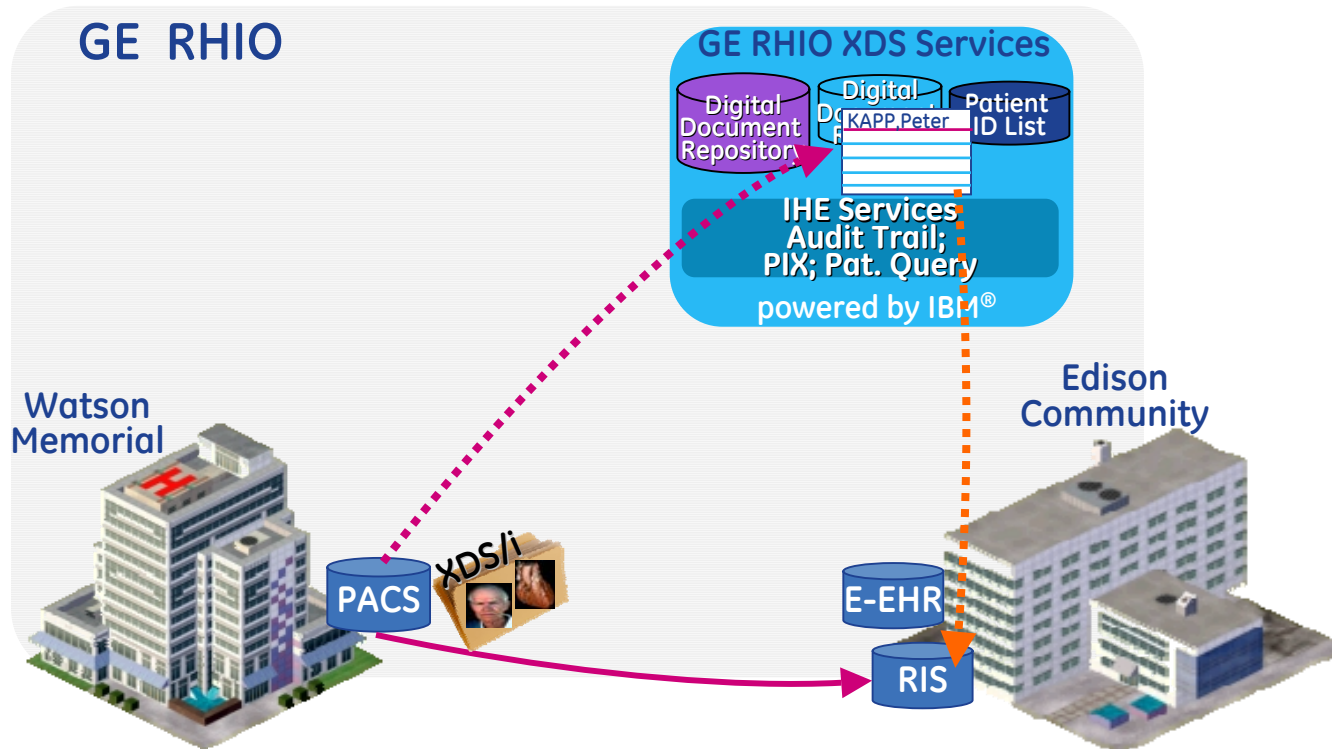 GE RHIO
GE RHIO XDS Services
Digital
Document
Repository
Digital
KAPP,Peter
Patient
ID List
IHE Services
Audit Trail;
PIX; Pat. Query
powered by IBM®
Watson
Memorial
Edison
Community
H
XDS/i
PACS
E-EHR
RIS